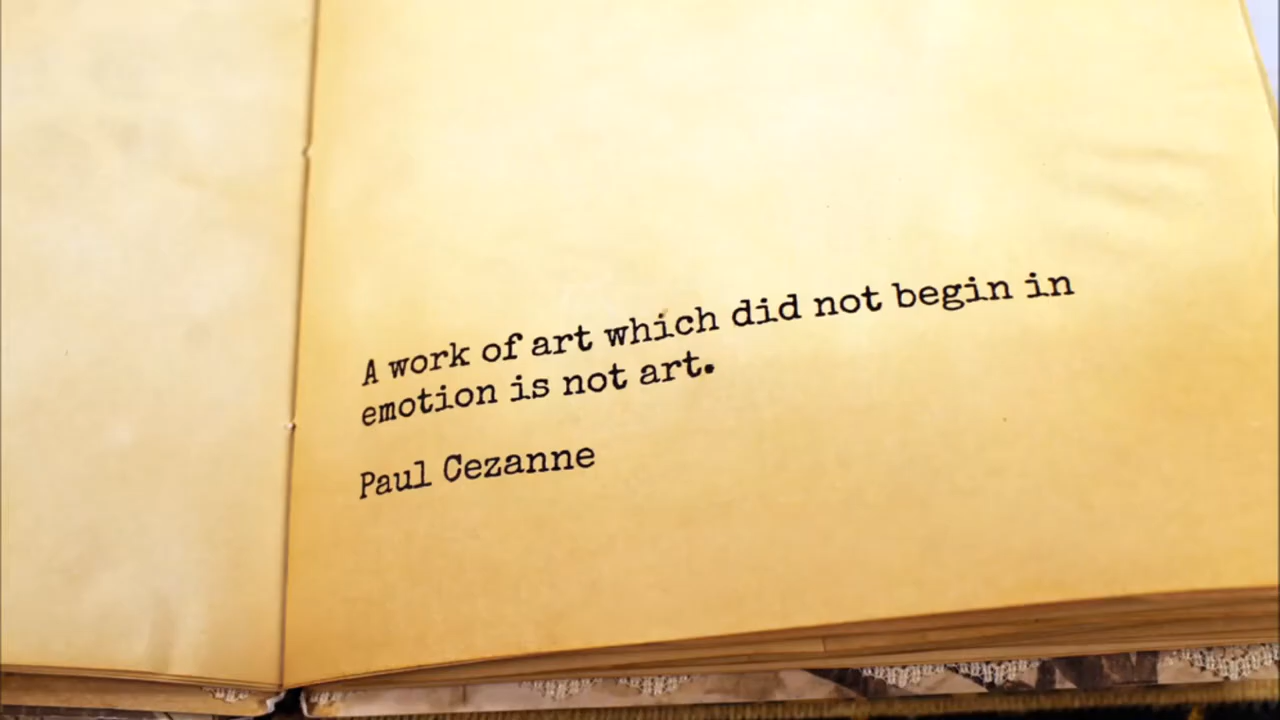 A work of art which did not begin in
emotion is not art.
Paul Cezanne